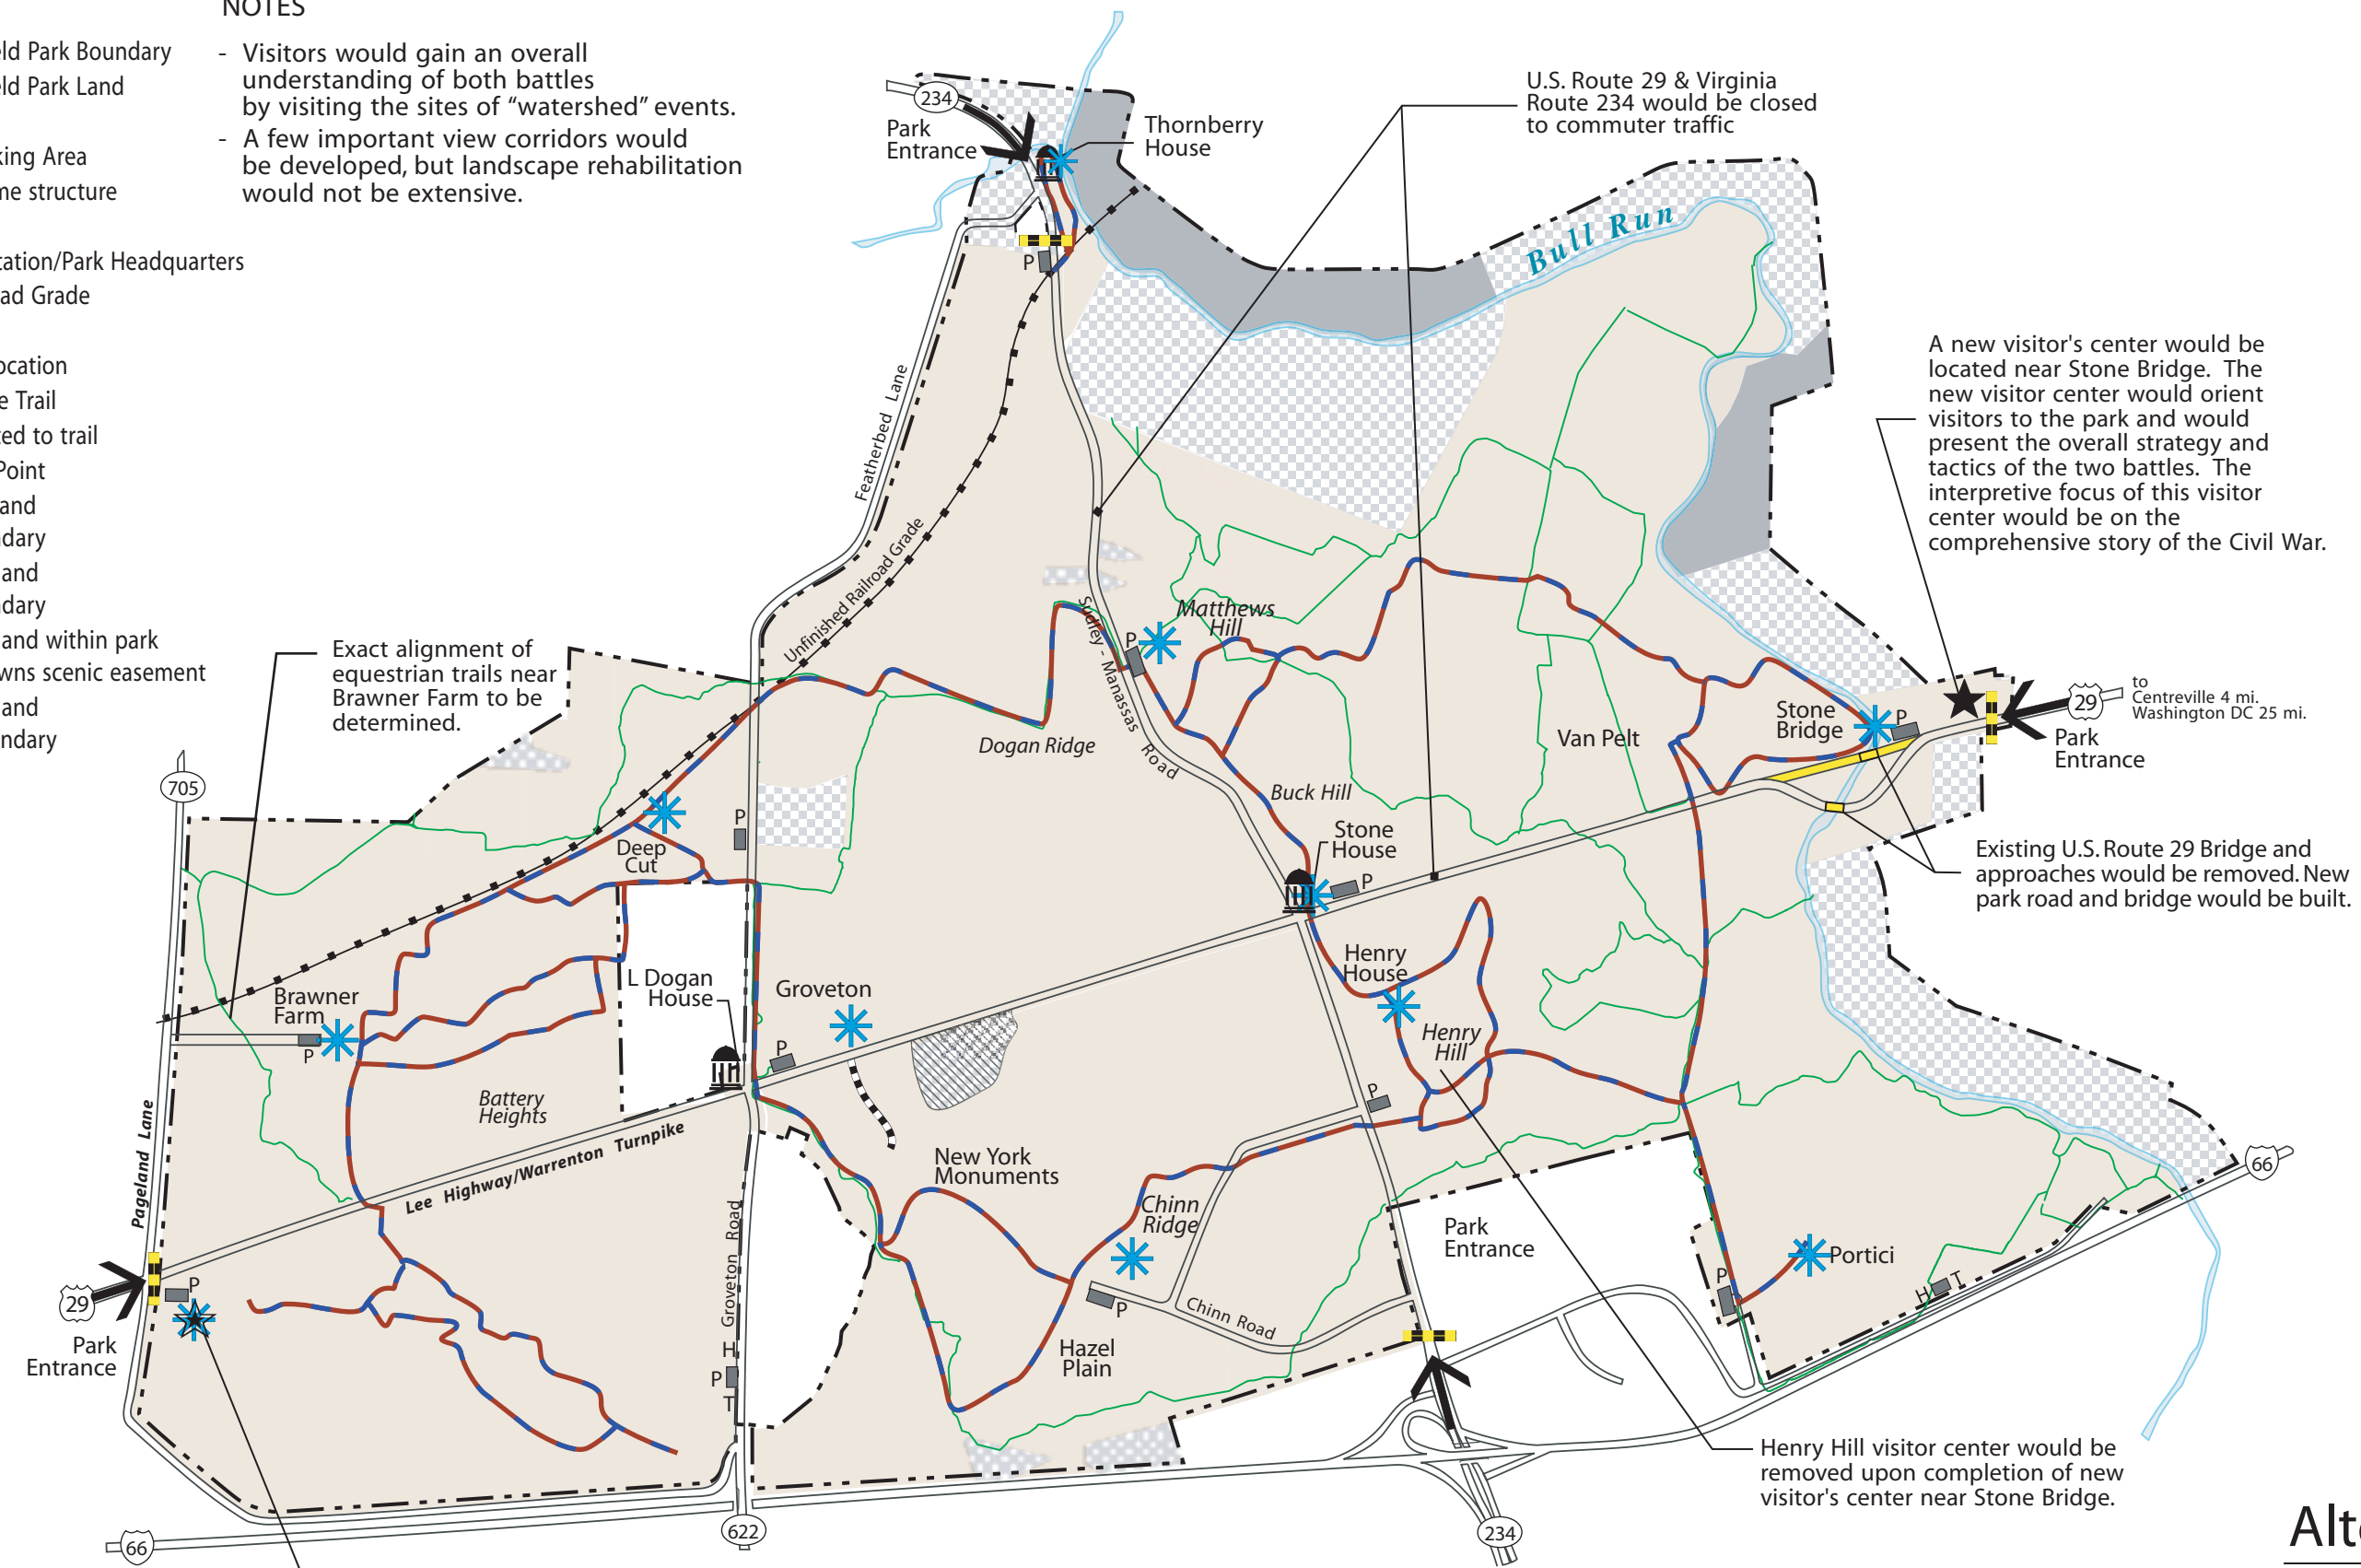 NOTES
- Visitors would gain an overall
understanding of both battles
by visiting the sites of “watershed” events.
- A few important view corridors would
be developed, but landscape rehabilitation
would not be extensive.
eld Park Boundary
eld Park Land
king Area
me structure
tation/Park Headquarters
ad Grade
ocation
e Trail
ted to trail
Point
and
dary
and
dary
and within park
wns scenic easement
and
ndary
234
Park
Entrance
Thornberry
House
U.S. Route 29 & Virginia
Route 234 would be closed
to commuter traffic
Bull Run
P
Featherbed Lane
Unfinished Railroad Grade
A new visitor's center would be
located near Stone Bridge. The
new visitor center would orient
visitors to the park and would
present the overall strategy and
tactics of the two battles. The
interpretive focus of this visitor
center would be on the
comprehensive story of the Civil War.
Exact alignment of
equestrian trails near
Brawner Farm to be
determined.
Matthews
Hill
P
Sudley - Manassas Road
Dogan Ridge
Buck Hill
Van Pelt
Stone
Bridge
P
29
to
Centreville 4 mi.
Washington DC 25 mi.
Park
Entrance
705
P
Deep
Cut
Stone
House
P
Existing U.S. Route 29 Bridge and
approaches would be removed. New
park road and bridge would be built.
Henry
House
L Dogan
House
Groveton
Brawner
Farm
P
P
Henry
Hill
Battery
Heights
P
Pageland Lane
Lee Highway/Warrenton Turnpike
New York
Monuments
Chinn
Ridge
Park
Entrance
66
Portici
P
H
T
29
P
Park
Entrance
Groveton Road
H
P
T
P
Chinn Road
Hazel
Plain
Henry Hill visitor center would be
removed upon completion of new
visitor's center near Stone Bridge.
66
622
234
Alt